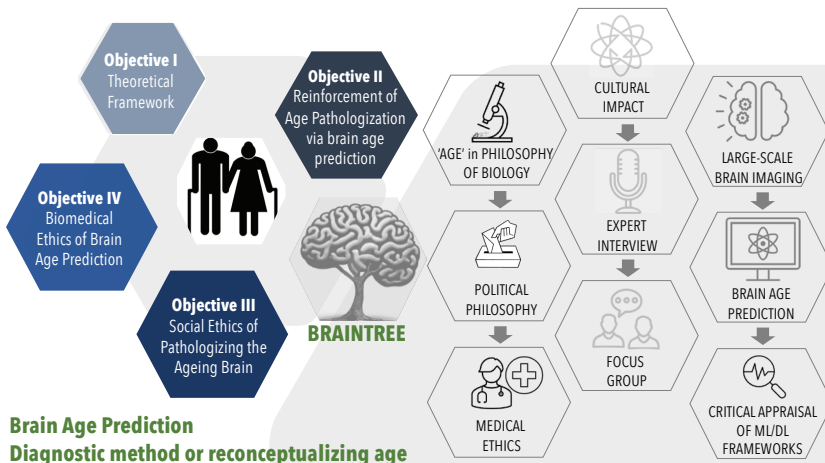 Objective I
Theoretical
Framework
Objective II
Reinforcement of
Age Pathologization
via brain age
prediction
Objective IV
Biomedical
Ethics of Brain
Age Prediction
Objective III
Social Ethics of
Pathologizing the
Ageing Brain
BRAINTREE
Brain Age Prediction
Diagnostic method or reconceptualizing age
'AGE' in PHILOSOPHY
OF BIOLOGY
POLITICAL
PHILOSOPHY
MEDICAL
ETHICS
CULTURAL
IMPACT
EXPERT
INTERVIEW
FOCUS
GROUP
LARGE-SCALE
BRAIN IMAGING
BRAIN AGE
PREDICTION
CRITICAL APPRAISAL
OF ML/DL
FRAMEWORKS